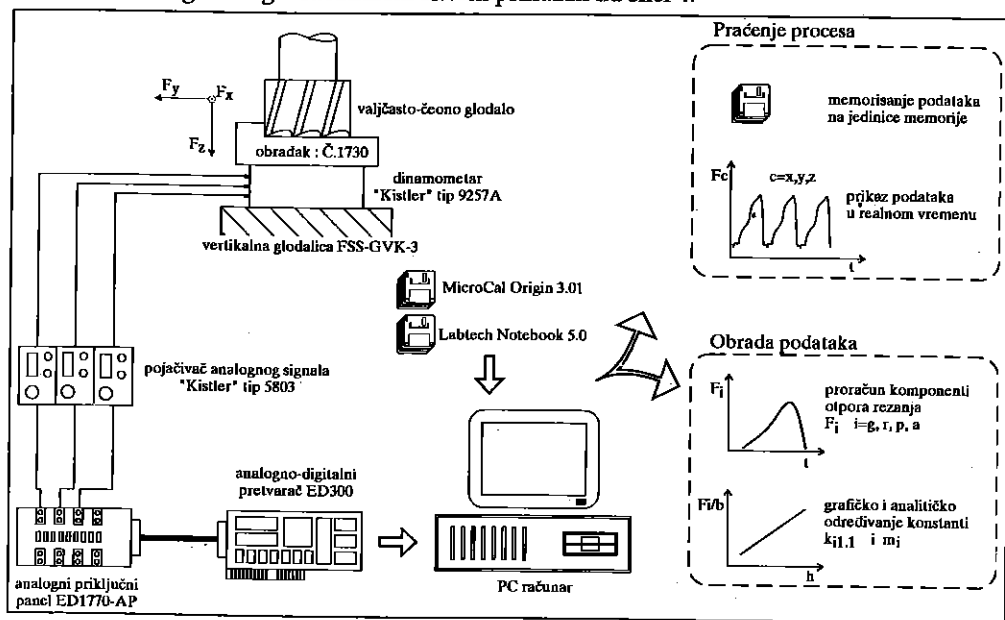 Praćenje procesa
Fy
Fx
Fz
valjčasto-čeono glodalo
obradak : Č.1730
dinamometar
"Kistler" tip 9257A
vertikalna glodalica FSS-GVK-3
memorisanje podataka
na jedinice memorije
Fc
c=x,y,z
prikaz podataka
u realnom vremenu
t
MicroCal Origin 3.01
Labtech Notebook 5.0
pojačivač analognog signala
"Kistler" tip 5803
Obrada podataka
Fi
proračun komponenti
otpora rezanja
Fi i=g, r, p, a
t
analogno-digitalni
pretvarač ED300
Fi/b
grafičko i analitičko
određivanje konstanti
ki1.1 i mi
h
analogni priključni
panel ED1770-AP
PC računar